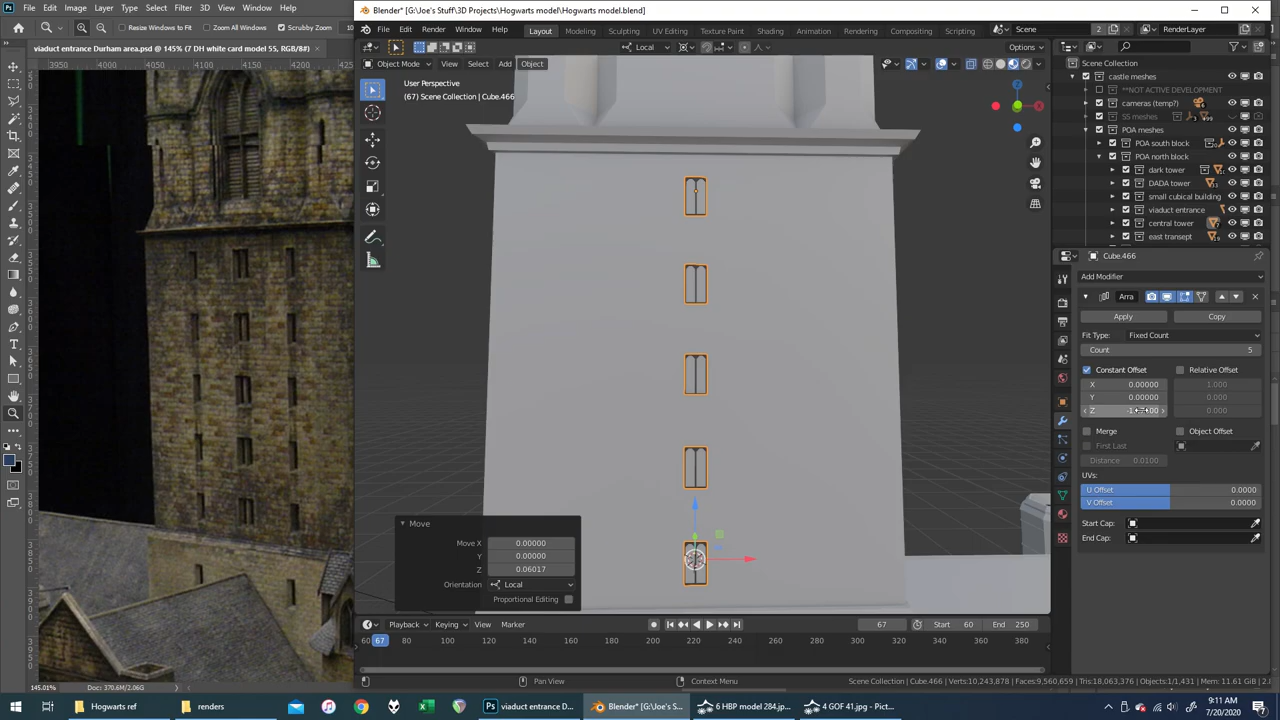 File Edit Image Layer Type Select Filter 3D View Window Help
Resize Windows to Fit Zoom All Windows Scrubby Zoom
viaduct entrance Durham area.psd @ 145% (7 DH white card model 55, RGB/8#)
3950 4000 4050 4100 4150 4200
145.01% Doc: 370.6M/2.06G
Blender* [G:\Joe's Stuff\3D Projects\Hogwarts model\Hogwarts model.blend]
File Edit Render Window Help Layout Modeling Sculpting UV Editing Texture Paint Shading Animation Rendering Compositing Scripting Scene 2 RenderLayer
Local Options
Object Mode View Select Add Object
User Perspective
(67) Scene Collection | Cube.466
Scene Collection
castle meshes
**NOT ACTIVE DEVELOPMENT
cameras (temp?)
SS meshes
POA meshes
POA south block
POA north block
dark tower
DADA tower
small cubical building
viaduct entrance
central tower
east transept
Cube.466
Add Modifier
Arra
Apply Copy
Fit Type: Fixed Count
Count 5
Constant Offset Relative Offset
X 0.00000 1.000
Y 0.00000 0.000
Z 0.000
Merge Object Offset
First Last
Distance 0.0100
UVs:
U Offset 0.0000
V Offset 0.0000
Start Cap:
End Cap:
Move
Move X 0.00000
Y 0.00000
Z 0.06017
Orientation Local
Proportional Editing
Playback Keying View Marker 67 Start 60 End 250
60 67 80 100 120 140 160 180 200 220 240 260 280 300 320 340 360 380
Pan View Context Menu Scene Collection | Cube.466 | Verts:10,243,878 | Faces:9,560,659 | Tris:18,063,376 | Objects:1/1,431 | Mem: 11.61 GiB | 2.
Hogwarts ref renders viaduct entrance D... Blender* [G:\Joe's S... 6 HBP model 284.jp... 4 GOF 41.jpg - Pict...
9:11 AM
7/20/2020